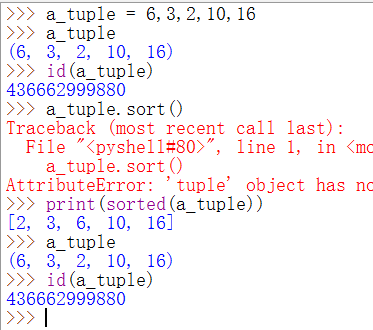 >>> a_tuple = 6,3,2,10,16
>>> a_tuple
(6, 3, 2, 10, 16)
>>> id(a_tuple)
436662999880
>>> a_tuple.sort()
Traceback (most recent call last):
  File "<pyshell#80>", line 1, in <mo
    a_tuple.sort()
AttributeError: 'tuple' object has no
>>> print(sorted(a_tuple))
[2, 3, 6, 10, 16]
>>> a_tuple
(6, 3, 2, 10, 16)
>>> id(a_tuple)
436662999880
>>>